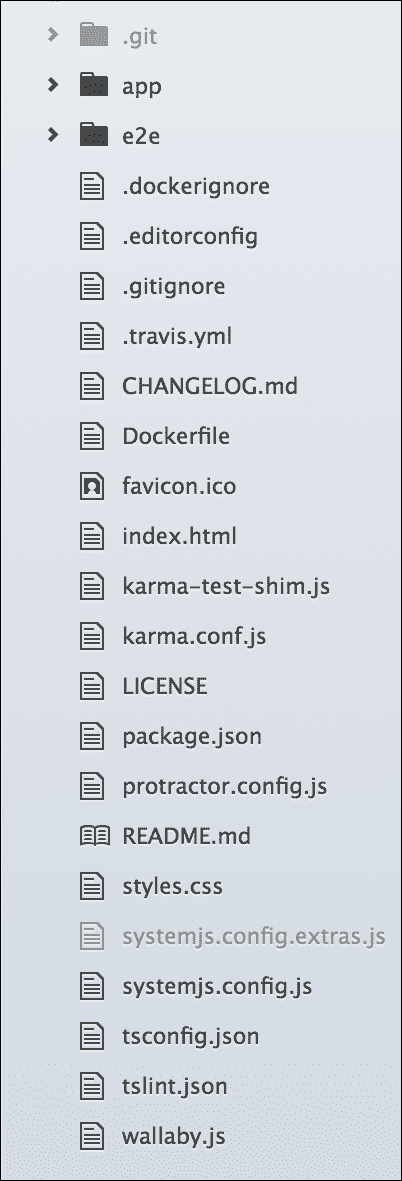 .git
app
e2e
.dockerignore
.editorconfig
.gitignore
.travis.yml
CHANGELOG.md
Dockerfile
favicon.ico
index.html
karma-test-shim.js
karma.conf.js
LICENSE
package.json
protractor.config.js
README.md
styles.css
systemjs.config.extras.js
systemjs.config.js
tsconfig.json
tslint.json
wallaby.js